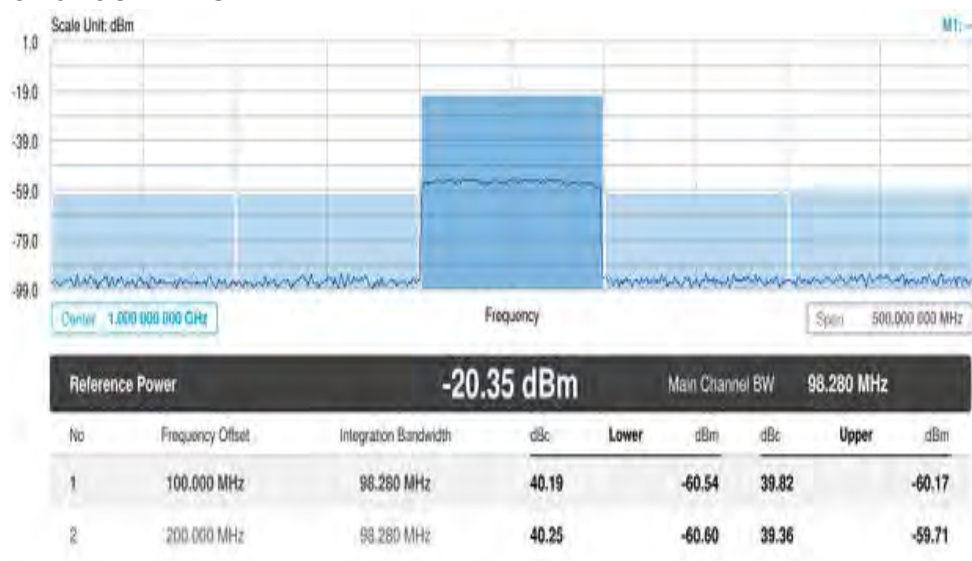 Scale Unit: dBm
M1: --
1.0
-19.0
-39.0
-59.0
-79.0
-99.0
Center 1.000 000 000 GHz
Frequency
Span 500.000 000 MHz
Reference Power -20.35 dBm Main Channel BW 98.280 MHz
No Frequency Offset Integration Bandwidth dBc Lower dBm dBc Upper dBm
1 100.000 MHz 98.280 MHz 40.19 -60.54 39.82 -60.17
2 200.000 MHz 98.280 MHz 40.25 -60.60 39.36 -59.71